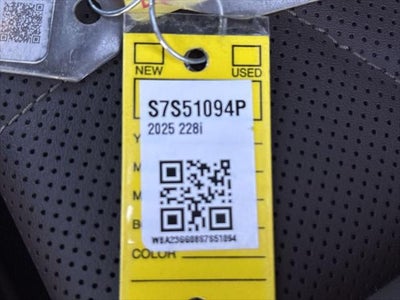 NEW USED
S7S51094P
2025 228i
Y
M
M
B
WBA23GG08S7S51094
COLOR